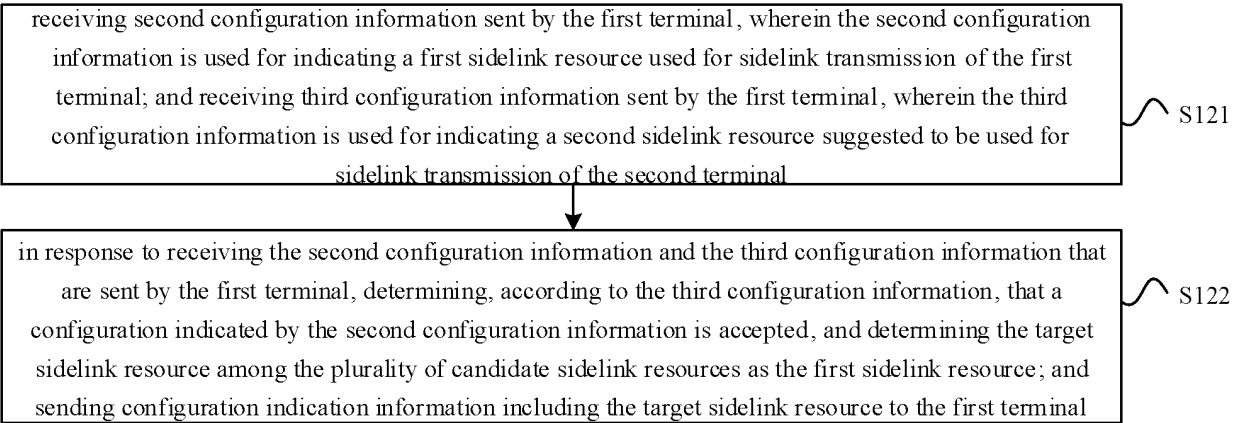 receiving second configuration information sent by the first terminal, wherein the second configuration
information is used for indicating a first sidelink resource used for sidelink transmission of the first
terminal; and receiving third configuration information sent by the first terminal, wherein the third
configuration information is used for indicating a second sidelink resource suggested to be used for
sidelink transmission of the second terminal
S121
in response to receiving the second configuration information and the third configuration information that
are sent by the first terminal, determining, according to the third configuration information, that a
configuration indicated by the second configuration information is accepted, and determining the target
sidelink resource among the plurality of candidate sidelink resources as the first sidelink resource; and
sending configuration indication information including the target sidelink resource to the first terminal
S122